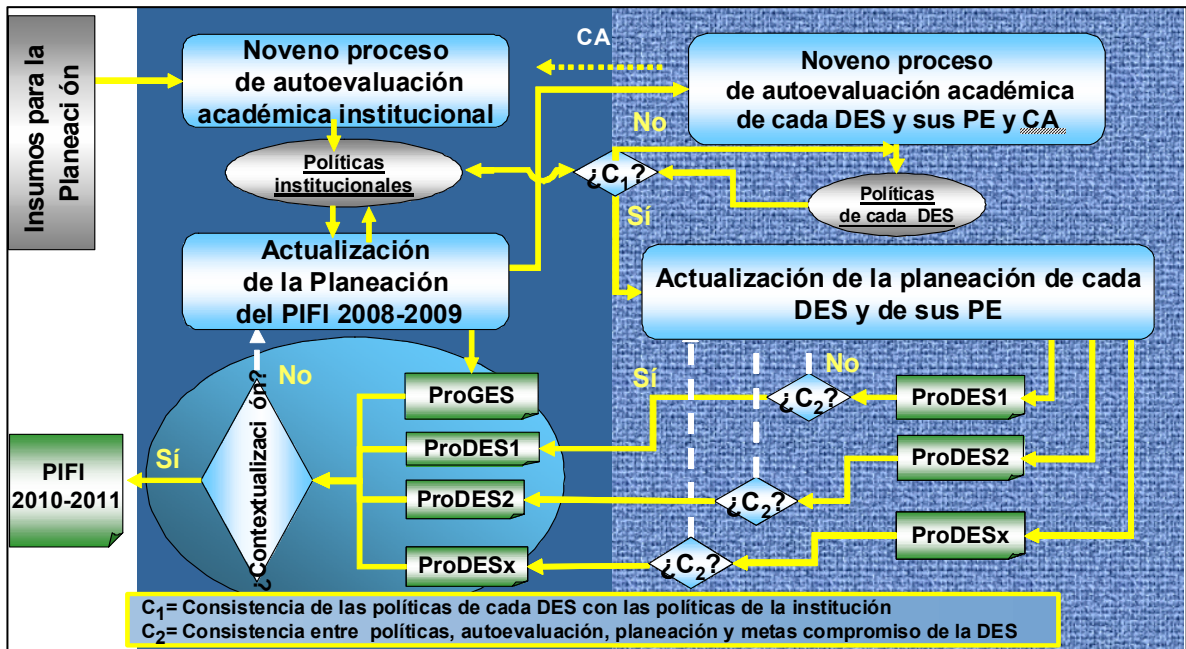 Insumos para la
Planeaci ón
Noveno proceso
de autoevaluación
académica institucional
CA
Noveno proceso
de autoevaluación académica
de cada DES y sus PE y CA
Políticas
institucionales
¿C1?
No
Sí
Políticas
de cada DES
Actualización
de la Planeación
del PIFI 2008-2009
Actualización de la planeación de cada
DES y de sus PE
¿Contextualizaci ón?
No
Sí
ProGES
ProDES1
ProDES2
ProDESx
Sí
No
¿C2?
ProDES1
¿C2?
ProDES2
¿C2?
ProDESx
PIFI
2010-2011
C1= Consistencia de las políticas de cada DES con las políticas de la institución
C2= Consistencia entre políticas, autoevaluación, planeación y metas compromiso de la DES